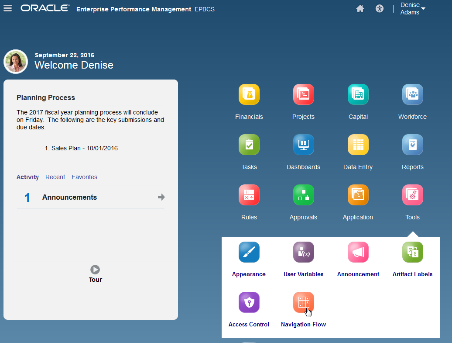 ORACLE Enterprise Performance Management EPBCS
Denise Adams
September 22, 2016
Welcome Denise
Planning Process
The 2017 fiscal year planning process will conclude
on Friday. The following are the key submissions and
due dates:
1. Sales Plan – 10/01/2016
Activity Recent Favorites
1 Announcements
Tour
Financials Projects Capital Workforce
Tasks Dashboards Data Entry Reports
Rules Approvals Application Tools
Appearance User Variables Announcement Artifact Labels
Access Control Navigation Flow